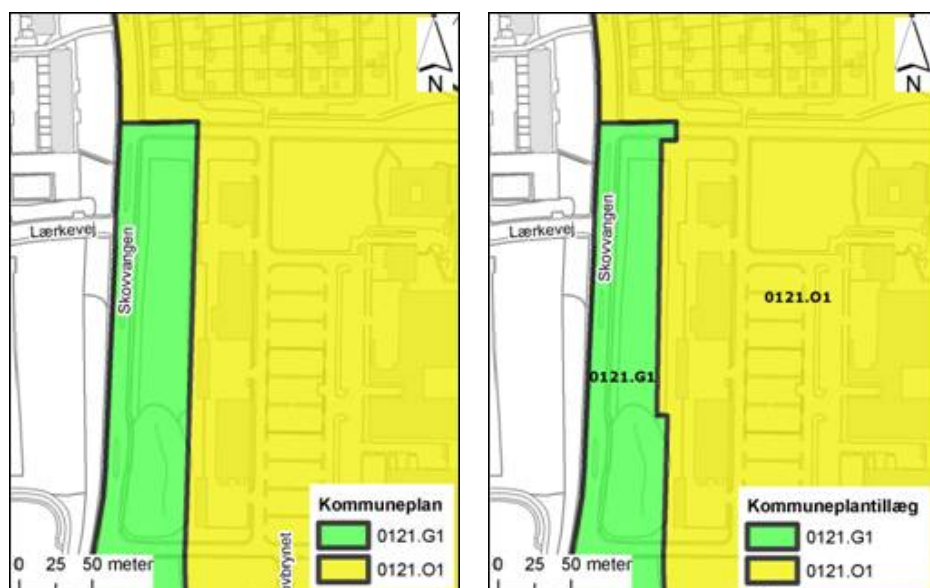 N
Lærkevej
Skovvangen
Kommuneplan
0121.G1
0121.O1
0 25 50 meter
N
Lærkevej
Skovvangen
0121.O1
0121.G1
Kommuneplantillæg
0121.G1
0121.O1
0 25 50 meter